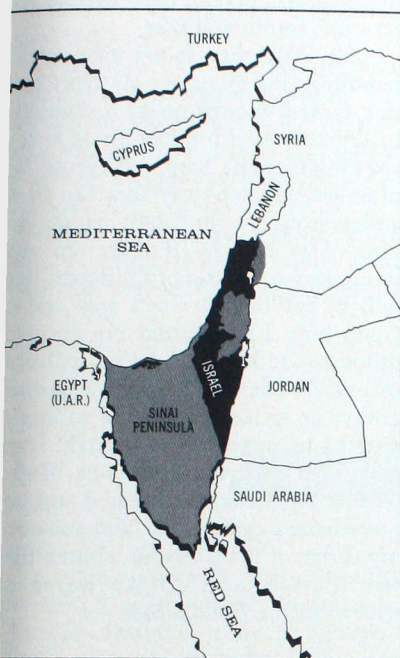 TURKEY
CYPRUS
SYRIA
LEBANON
MEDITERRANEAN
SEA
ISRAEL
EGYPT
(U.A.R.)
SINAI
PENINSULA
JORDAN
SAUDI ARABIA
RED SEA